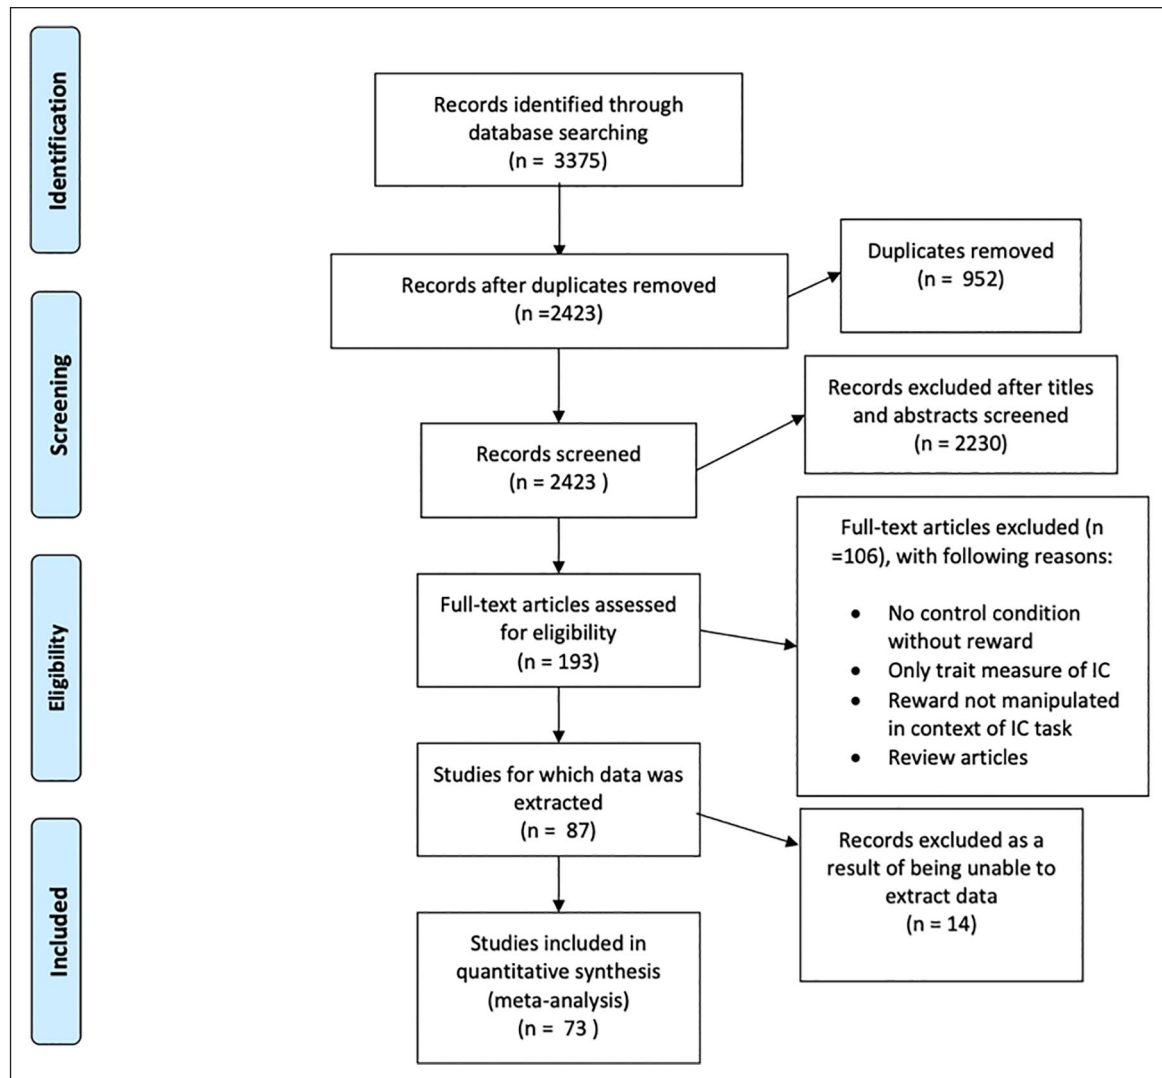 Identification
Records identified through
database searching
(n = 3375)
Records after duplicates removed
(n =2423)
Duplicates removed
(n = 952)
Screening
Records screened
(n = 2423 )
Records excluded after titles
and abstracts screened
(n = 2230)
Eligibility
Full-text articles assessed
for eligibility
(n = 193)
Full-text articles excluded (n
=106), with following reasons:
• No control condition
without reward
• Only trait measure of IC
• Reward not manipulated
in context of IC task
• Review articles
Studies for which data was
extracted
(n = 87)
Records excluded as a
result of being unable to
extract data
(n = 14)
Included
Studies included in
quantitative synthesis
(meta-analysis)
(n = 73 )